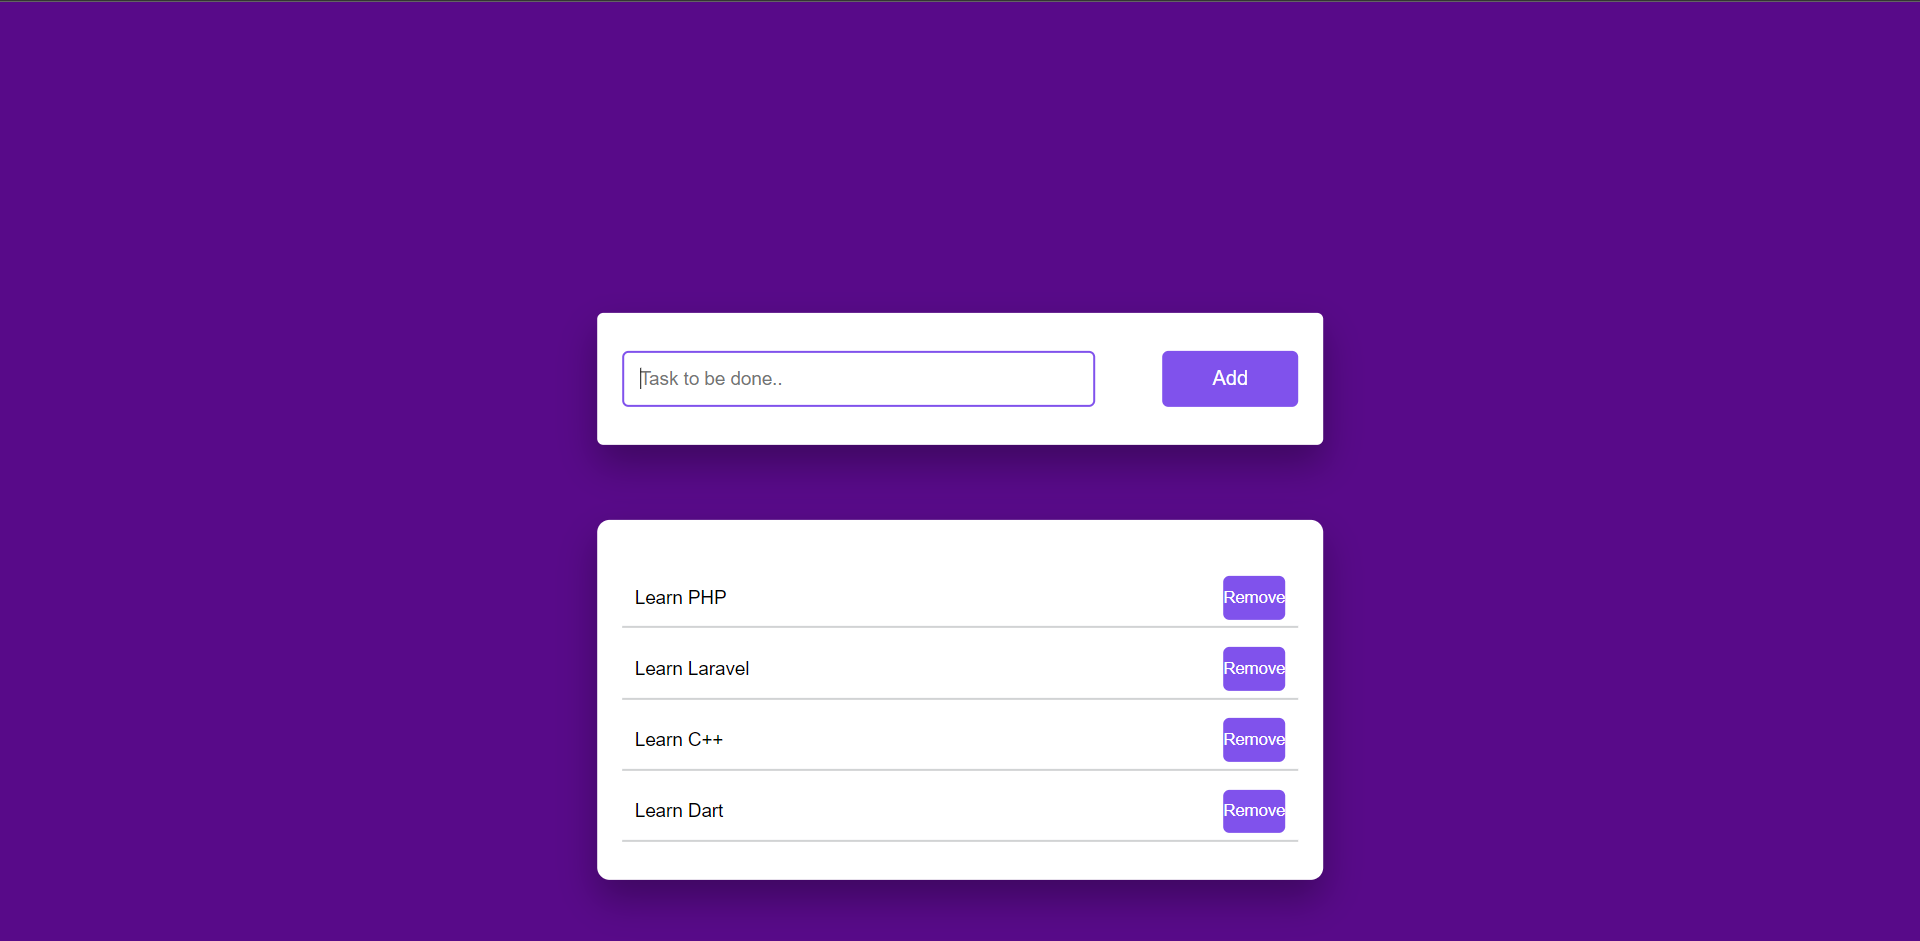 Task to be done..
Add
Learn PHP
Remove
Learn Laravel
Remove
Learn C++
Remove
Learn Dart
Remove